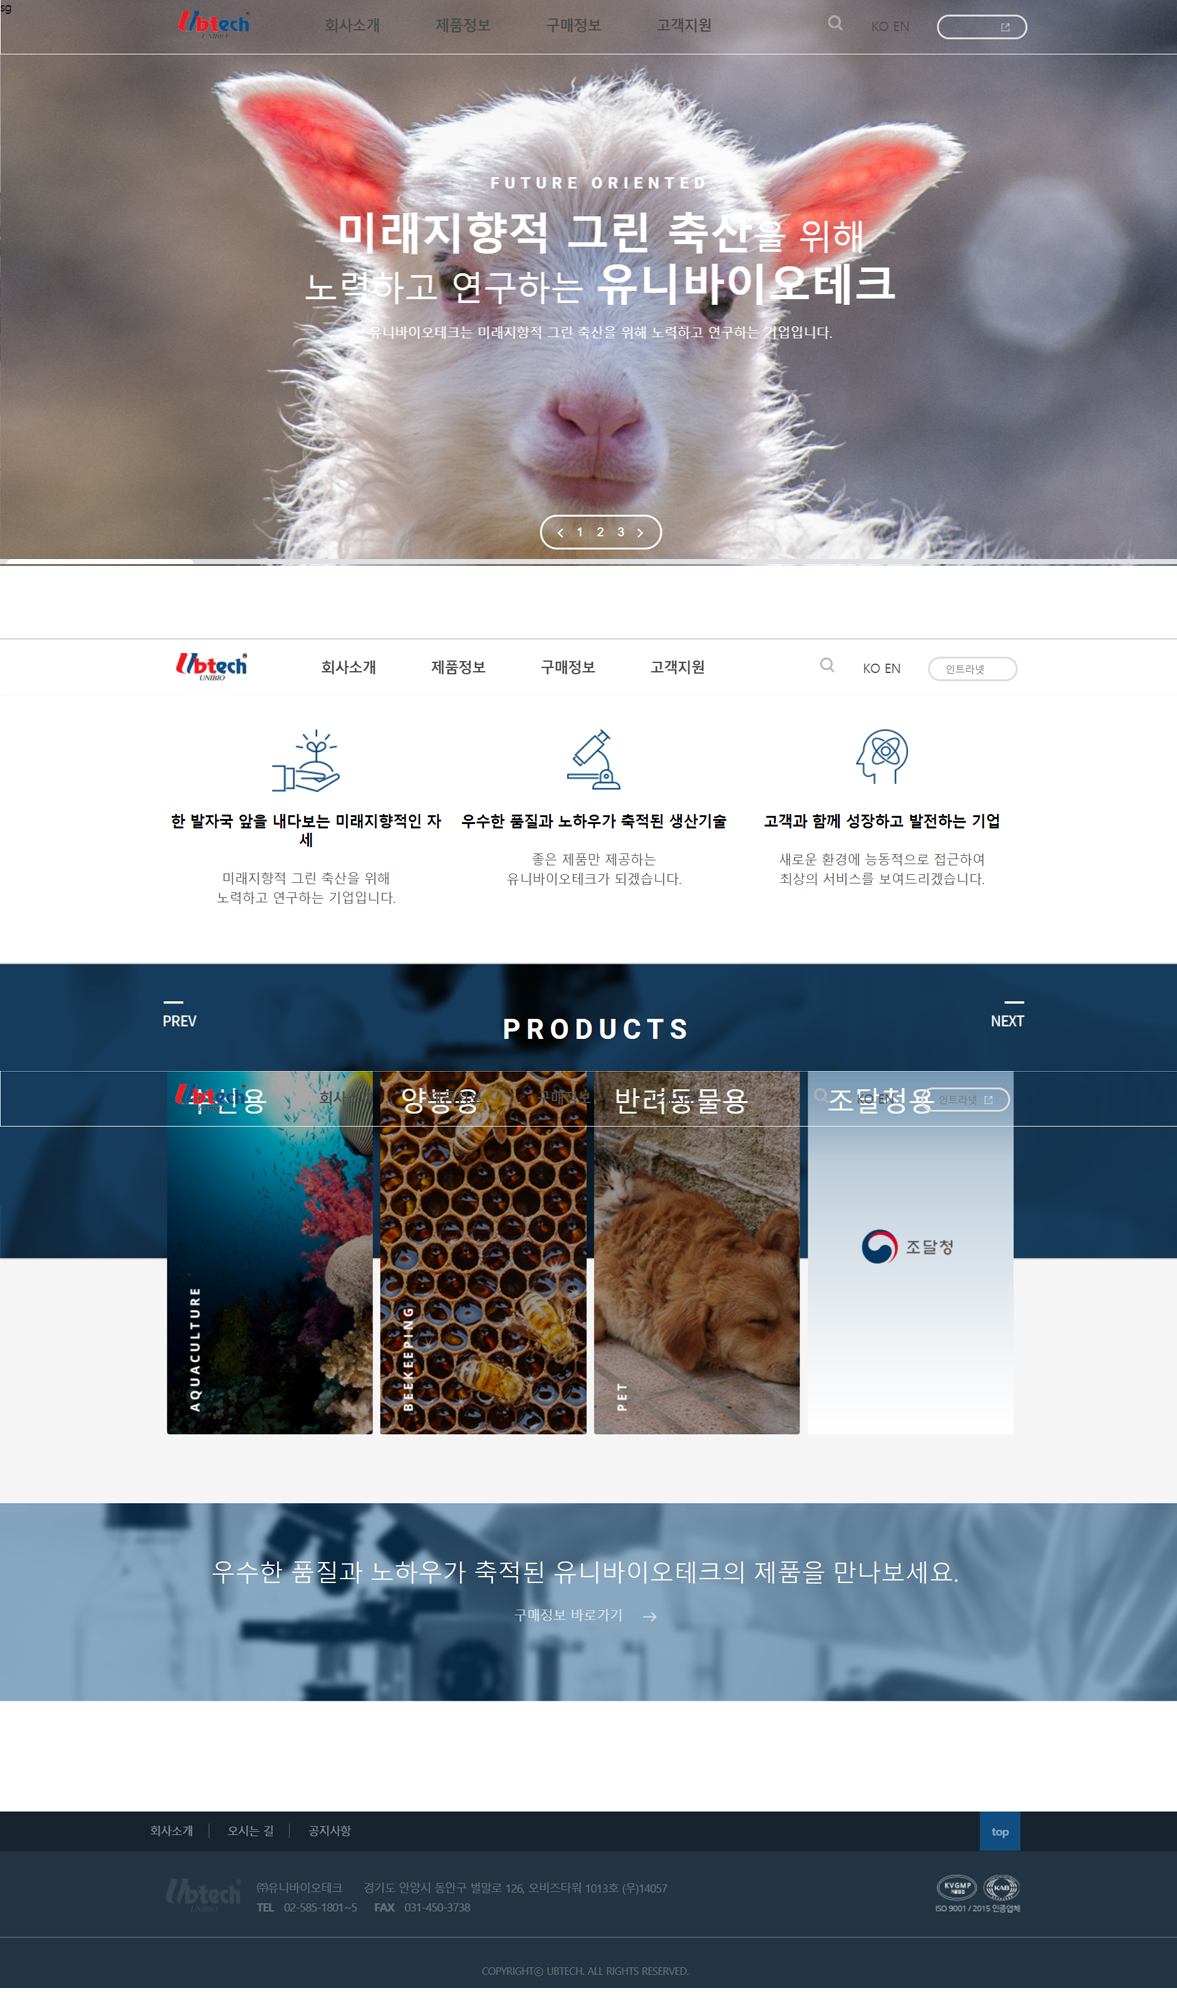 sg
Ubtech
UNIBIO
회사소개 제품정보 구매정보 고객지원 KO EN
FUTURE ORIENTED
미래지향적 그린 축산을 위해
노력하고 연구하는 유니바이오테크
유니바이오테크는 미래지향적 그린 축산을 위해 노력하고 연구하는 기업입니다.
1 2 3
Ubtech
UNIBIO
회사소개 제품정보 구매정보 고객지원 KO EN 인트라넷
한 발자국 앞을 내다보는 미래지향적인 자
세
미래지향적 그린 축산을 위해
노력하고 연구하는 기업입니다.
우수한 품질과 노하우가 축적된 생산기술
좋은 제품만 제공하는
유니바이오테크가 되겠습니다.
고객과 함께 성장하고 발전하는 기업
새로운 환경에 능동적으로 접근하여
최상의 서비스를 보여드리겠습니다.
PREV
PRODUCTS
NEXT
Ubtech
구매정보 KO EN 인트라넷
수산용 양봉용 반려동물용 조달청용
AQUACULTURE
BEEKEEPING
PET
조달청
우수한 품질과 노하우가 축적된 유니바이오테크의 제품을 만나보세요.
구매정보 바로가기
회사소개 오시는 길 공지사항 top
Ubtech
UNIBIO
㈜유니바이오테크 경기도 안양시 동안구 벌말로 126, 오비즈타워 1013호 (우)14057
TEL 02-585-1801~5 FAX 031-450-3738
KVGMP
KAB
ISO 9001 / 2015 인증업체
COPYRIGHTⓒ UBTECH. ALL RIGHTS RESERVED.